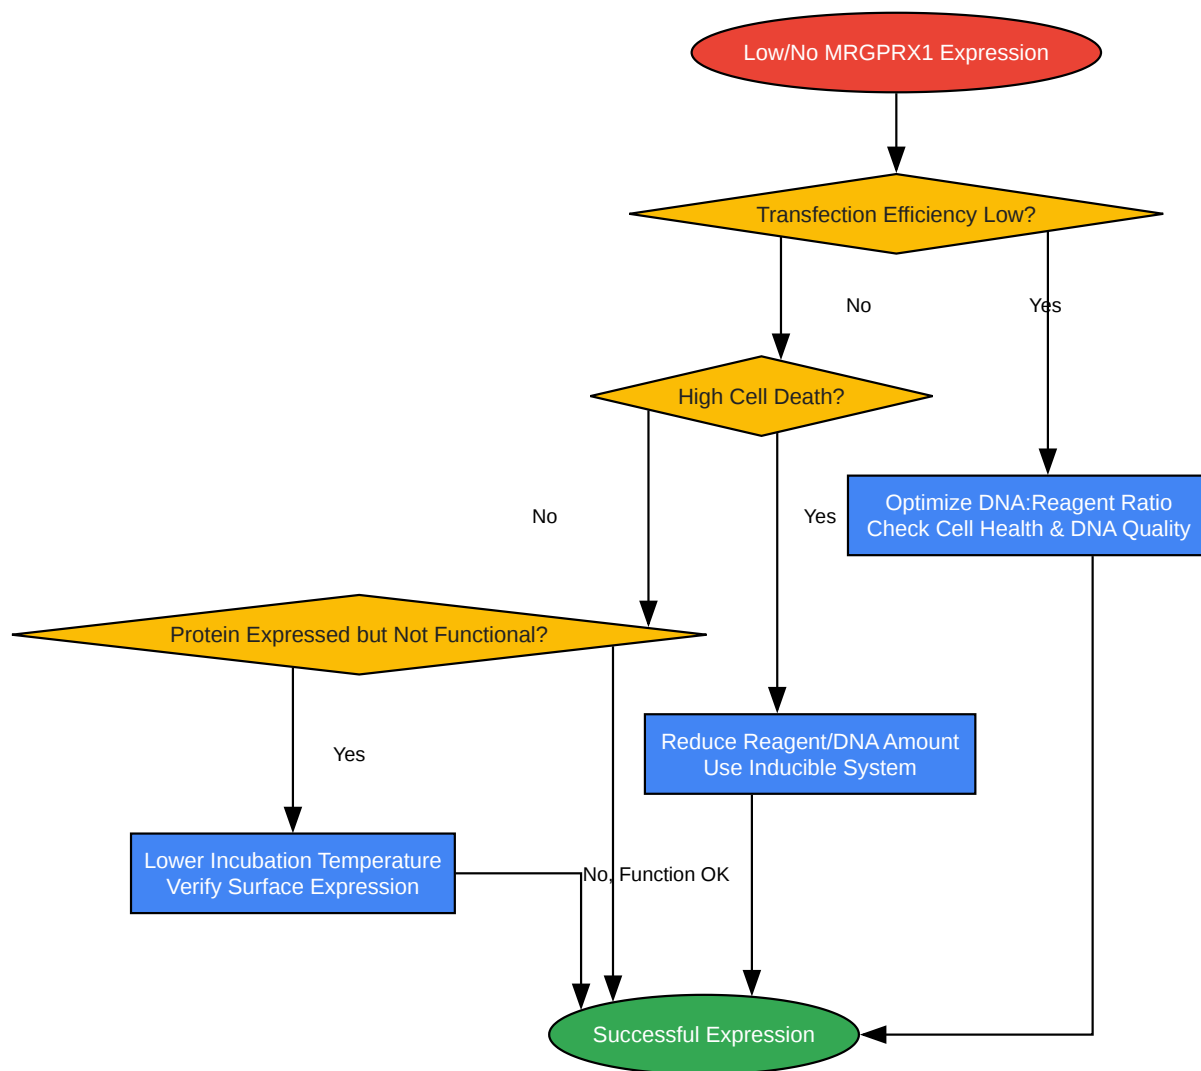 Low/No MRGPRX1 Expression
Transfection Efficiency Low?
No
Yes
High Cell Death?
Optimize DNA:Reagent Ratio
Check Cell Health & DNA Quality
No
Yes
Protein Expressed but Not Functional?
Reduce Reagent/DNA Amount
Use Inducible System
Yes
Lower Incubation Temperature
Verify Surface Expression
No, Function OK
Successful Expression